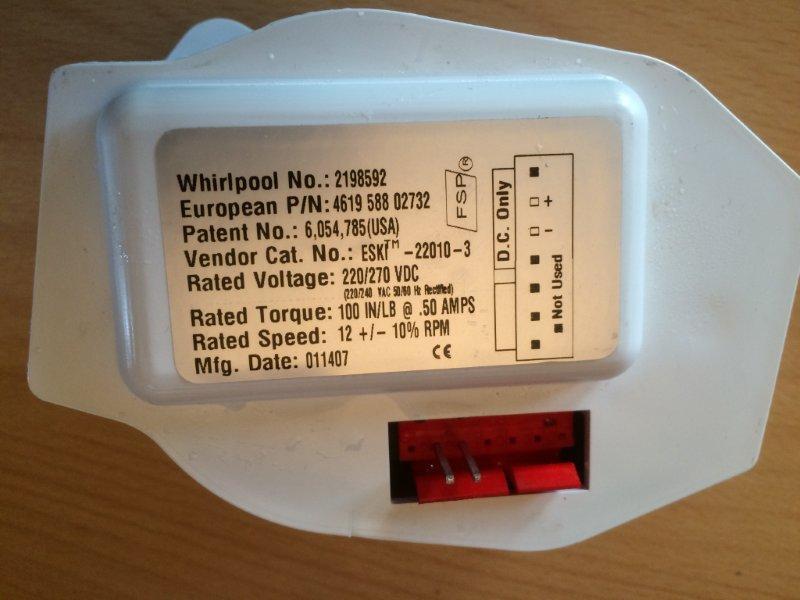 Whirlpool No.: 2198592
European P/N: 4619 588 02732
Patent No.: 6,054,785(USA)
Vendor Cat. No.: ESKI™ -22010-3
Rated Voltage: 220/270 VDC
(220/240 VAC 50/60 Hz Rectified)
Rated Torque: 100 IN/LB @ .50 AMPS
Rated Speed: 12 +/- 10% RPM
Mfg. Date: 011407
CE
FSP®
D.C. Only
+
-
Not Used